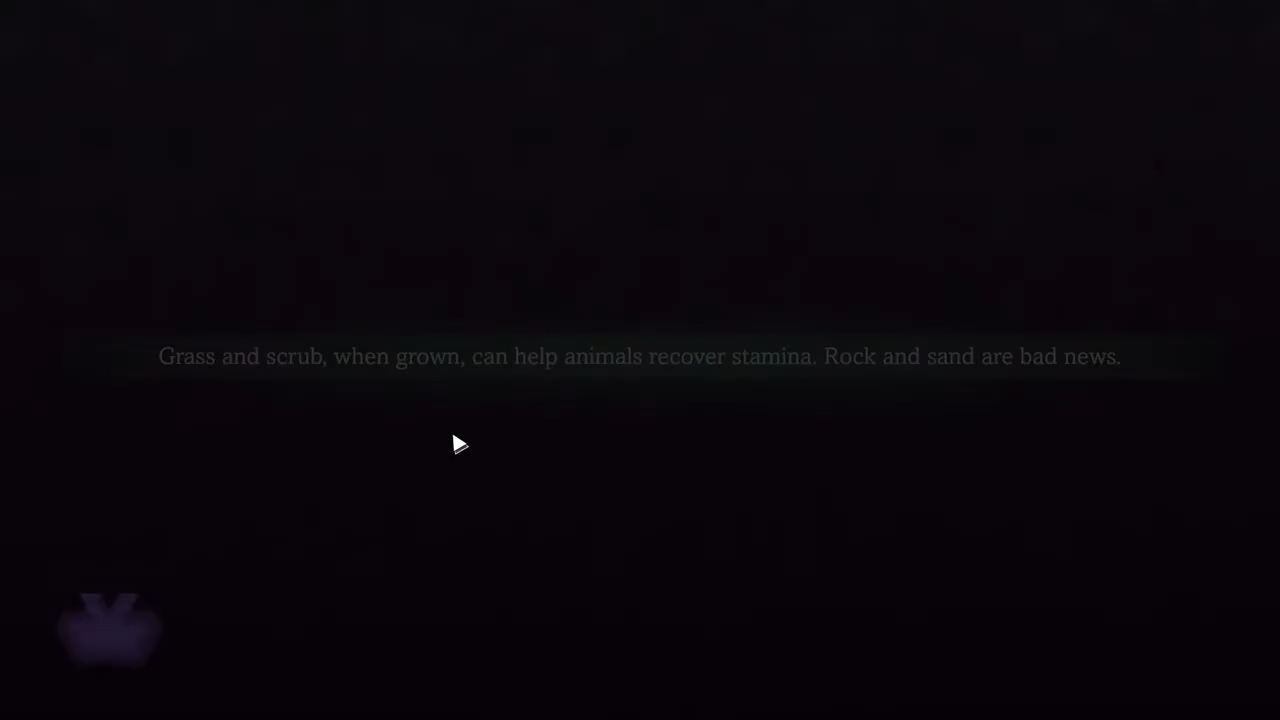 Grass and scrub, when grown, can help animals recover stamina. Rock and sand are bad news.